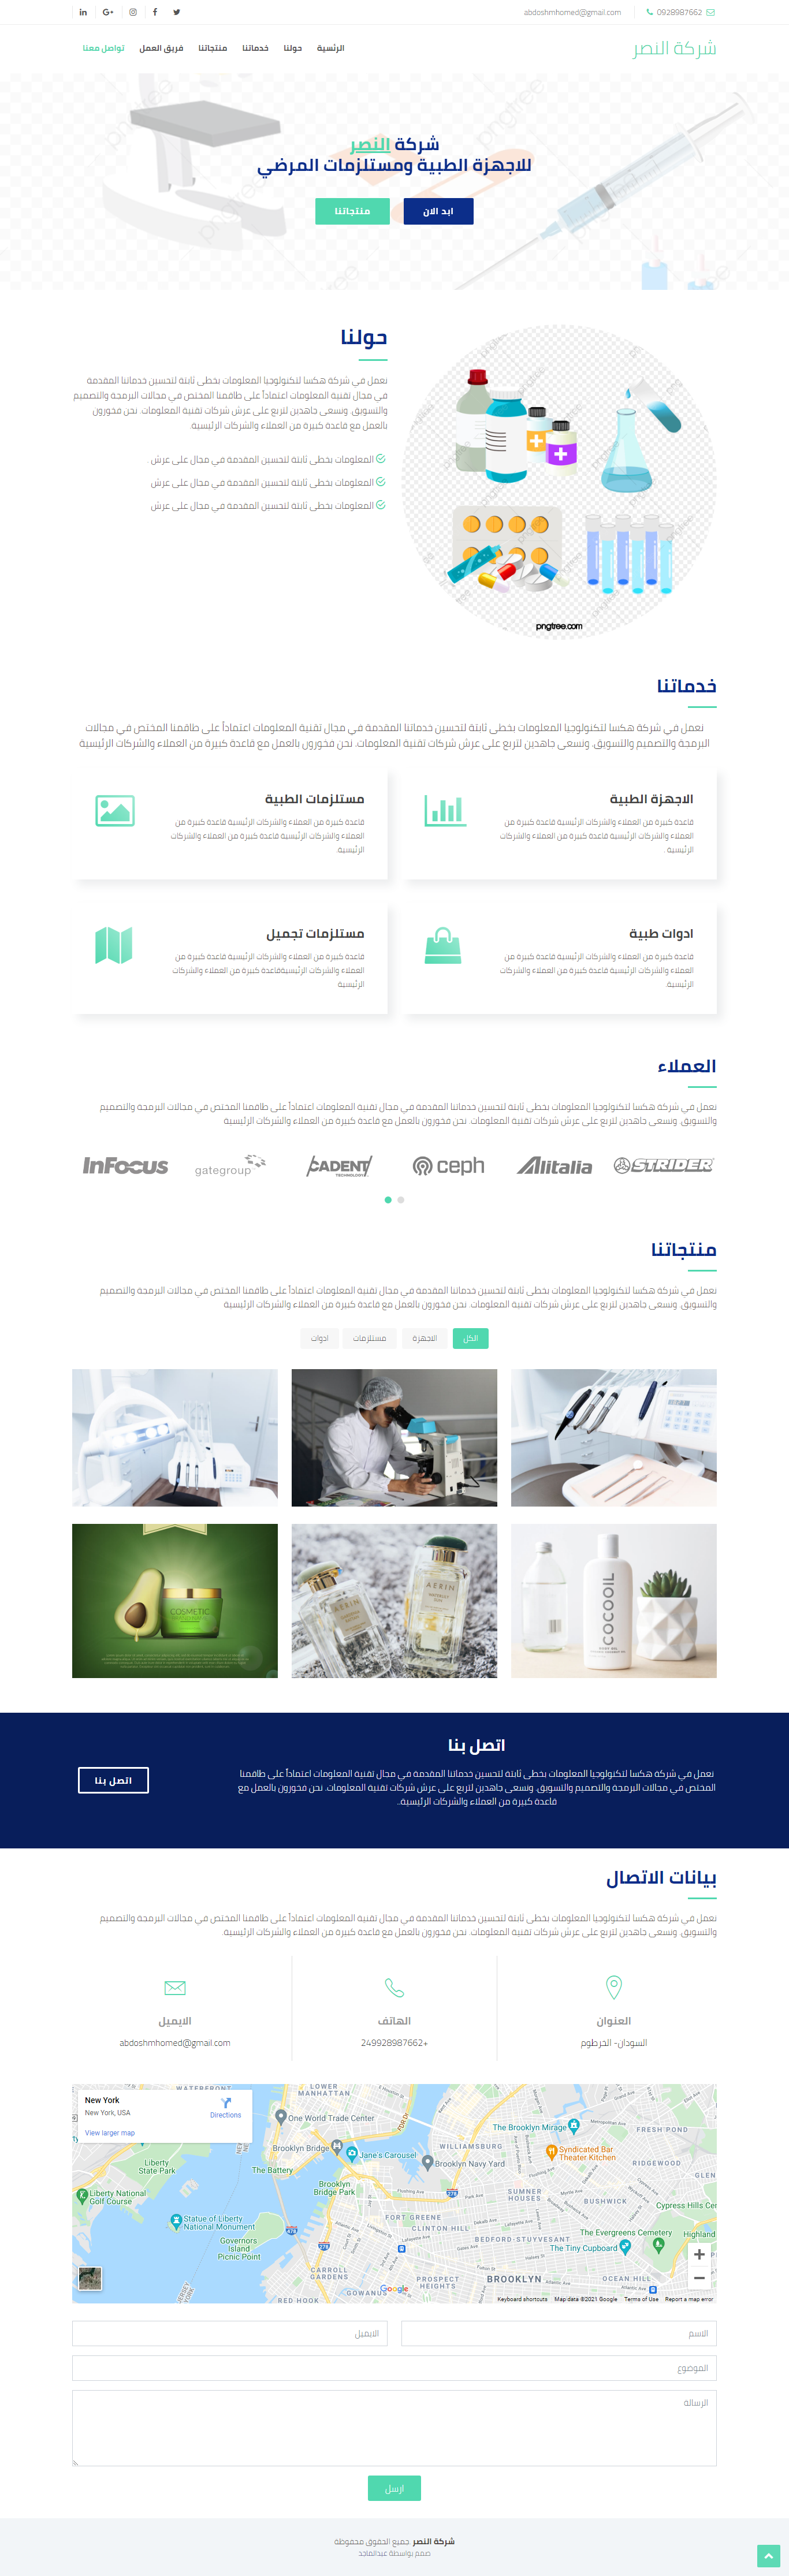 0928987662
abdoshmhomed@gmail.com
شركة النصر
الرئسية
حولنا
خدماتنا
منتجاتنا
فريق العمل
تواصل معنا
شركة النصر
للاجهزة الطبية ومستلزمات المرضي
ابد الان
منتجاتنا
حولنا
نعمل في شركة هكسا لتكنولوجيا المعلومات بخطى ثابتة لتحسين خدماتنا المقدمة
في مجال تقنية المعلومات اعتماداً على طاقمنا المختص في مجالات البرمجة والتصميم
والتسويق. ونسعى جاهدين لتربع على عرش شركات تقنية المعلومات. نحن فخورون
بالعمل مع قاعدة كبيرة من العملاء والشركات الرئيسية.
المعلومات بخطى ثابتة لتحسين المقدمة في مجال على عرش .
المعلومات بخطى ثابتة لتحسين المقدمة في مجال على عرش
المعلومات بخطى ثابتة لتحسين المقدمة في مجال على عرش
pngtree.com
خدماتنا
نعمل في شركة هكسا لتكنولوجيا المعلومات بخطى ثابتة لتحسين خدماتنا المقدمة في مجال تقنية المعلومات اعتماداً على طاقمنا المختص في مجالات
البرمجة والتصميم والتسويق. ونسعى جاهدين لتربع على عرش شركات تقنية المعلومات. نحن فخورون بالعمل مع قاعدة كبيرة من العملاء والشركات الرئيسية
الاجهزة الطبية
قاعدة كبيرة من العملاء والشركات الرئيسية قاعدة كبيرة من
العملاء والشركات الرئيسية قاعدة كبيرة من العملاء والشركات
الرئيسية .
مستلزمات الطبية
قاعدة كبيرة من العملاء والشركات الرئيسية قاعدة كبيرة من
العملاء والشركات الرئيسية قاعدة كبيرة من العملاء والشركات
الرئيسية.
ادوات طبية
قاعدة كبيرة من العملاء والشركات الرئيسية قاعدة كبيرة من
العملاء والشركات الرئيسية قاعدة كبيرة من العملاء والشركات
الرئيسية.
مستلزمات تجميل
قاعدة كبيرة من العملاء والشركات الرئيسية قاعدة كبيرة من
العملاء والشركات الرئيسيةقاعدة كبيرة من العملاء والشركات
الرئيسية
العملاء
نعمل في شركة هكسا لتكنولوجيا المعلومات بخطى ثابتة لتحسين خدماتنا المقدمة في مجال تقنية المعلومات اعتماداً على طاقمنا المختص في مجالات البرمجة والتصميم
والتسويق. ونسعى جاهدين لتربع على عرش شركات تقنية المعلومات. نحن فخورون بالعمل مع قاعدة كبيرة من العملاء والشركات الرئيسية
STRIDER
Alitalia
ceph
CADENT
TECHNOLOGY
gategroup
InFocus
منتجاتنا
نعمل في شركة هكسا لتكنولوجيا المعلومات بخطى ثابتة لتحسين خدماتنا المقدمة في مجال تقنية المعلومات اعتماداً على طاقمنا المختص في مجالات البرمجة والتصميم
والتسويق. ونسعى جاهدين لتربع على عرش شركات تقنية المعلومات. نحن فخورون بالعمل مع قاعدة كبيرة من العملاء والشركات الرئيسية
الكل
الاجهزة
مستلزمات
ادوات
COCOOIL
AERIN
AERIN
COSMETIC
اتصل بنا
نعمل في شركة هكسا لتكنولوجيا المعلومات بخطى ثابتة لتحسين خدماتنا المقدمة في مجال تقنية المعلومات اعتماداً على طاقمنا
المختص في مجالات البرمجة والتصميم والتسويق. ونسعى جاهدين لتربع على عرش شركات تقنية المعلومات. نحن فخورون بالعمل مع
قاعدة كبيرة من العملاء والشركات الرئيسية..
اتصل بنا
بيانات الاتصال
نعمل في شركة هكسا لتكنولوجيا المعلومات بخطى ثابتة لتحسين خدماتنا المقدمة في مجال تقنية المعلومات اعتماداً على طاقمنا المختص في مجالات البرمجة والتصميم
والتسويق. ونسعى جاهدين لتربع على عرش شركات تقنية المعلومات. نحن فخورون بالعمل مع قاعدة كبيرة من العملاء والشركات الرئيسية.
العنوان
السودان- الخرطوم
الهاتف
249928987662+
الايميل
abdoshmhomed@gmail.com
New York
New York, USA
Directions
View larger map
WATERFRONT
LOWER
MANHATTAN
One World Trade Center
FDR Dr
The Brooklyn Mirage
Metropolitan Ave
FRESH POND
Brooklyn Bridge
Jane's Carousel
WILLIAMSBURG
Syndicated Bar
Theater Kitchen
Brooklyn Navy Yard
RIDGEWOOD
GLEN
Liberty
State Park
The Battery
Brooklyn
Bridge Park
Liberty National
Golf Course
278
SUMNER
HOUSES
BUSHWICK
Cypress Hills Cem
Statue of Liberty
National Monument
FORT GREENE
CLINTON HILL
The Evergreens Cemetery
Highland
Governors
Island
Picnic Point
478
278
BEDFORD-STUYVESANT
The Tiny Cupboard
CARROLL
GARDENS
GOWANUS
PROSPECT
HEIGHTS
BROOKLYN
OCEAN HILL
RED HOOK
Google
Keyboard shortcuts
Map data ©2021 Google
Terms of Use
Report a map error
الاسم
الايميل
الموضوع
الرسالة
ارسل
شركة النصر جميع الحقوق محفوظة.
صمم بواسطة عبدالماجد